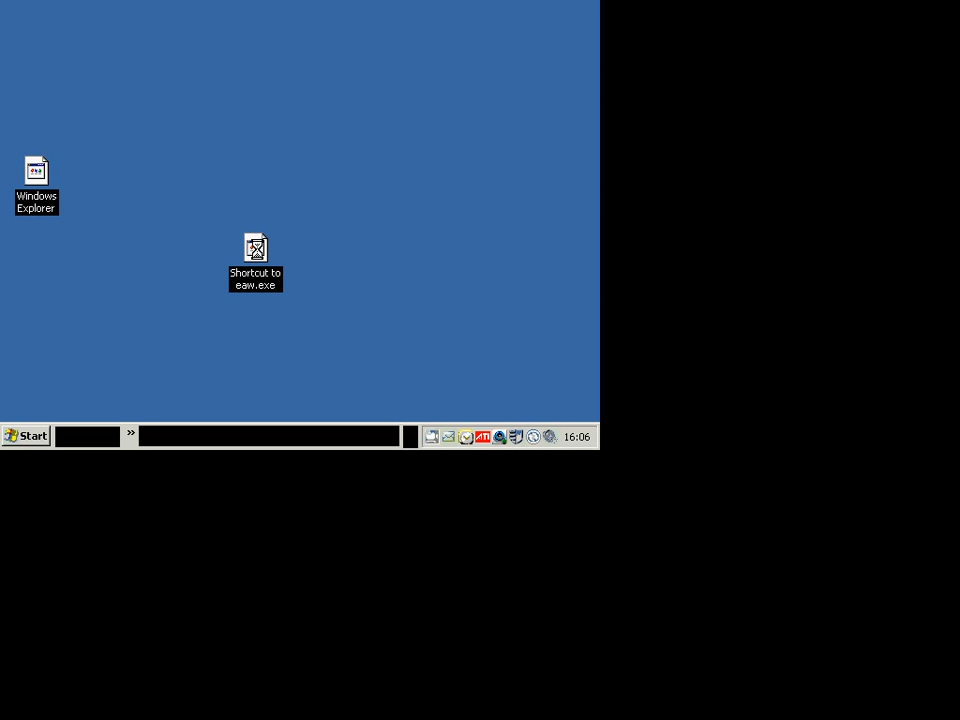 Windows
Explorer
Shortcut to
eaw.exe
Start
»
ATI
16:06